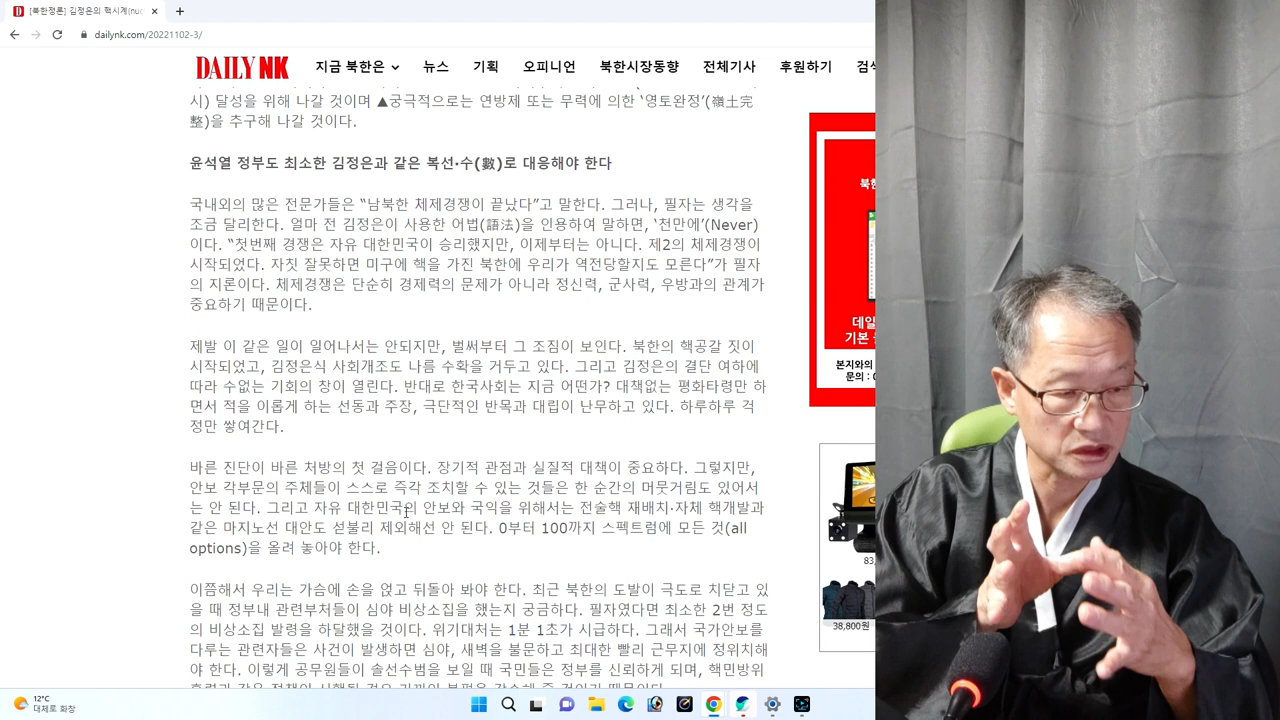 [북한정론] 김정은의 핵시계(nuc
dailynk.com/20221102-3/
DAILY NK
지금 북한은
뉴스
기획
오피니언
북한시장동향
전체기사
후원하기
검색
시) 달성을 위해 나갈 것이며 ▲궁극적으로는 연방제 또는 무력에 의한 ‘영토완정’(嶺土完
整)을 추구해 나갈 것이다.
윤석열 정부도 최소한 김정은과 같은 복선·수(數)로 대응해야 한다
국내외의 많은 전문가들은 “남북한 체제경쟁이 끝났다”고 말한다. 그러나, 필자는 생각을
조금 달리한다. 얼마 전 김정은이 사용한 어법(語法)을 인용하여 말하면, ‘천만에’(Never)
이다. “첫번째 경쟁은 자유 대한민국이 승리했지만, 이제부터는 아니다. 제2의 체제경쟁이
시작되었다. 자칫 잘못하면 미구에 핵을 가진 북한에 우리가 역전당할지도 모른다”가 필자
의 지론이다. 체제경쟁은 단순히 경제력의 문제가 아니라 정신력, 군사력, 우방과의 관계가
중요하기 때문이다.
제발 이 같은 일이 일어나서는 안되지만, 벌써부터 그 조짐이 보인다. 북한의 핵공갈 짓이
시작되었고, 김정은식 사회개조도 나름 수확을 거두고 있다. 그리고 김정은의 결단 여하에
따라 수없는 기회의 창이 열린다. 반대로 한국사회는 지금 어떤가? 대책없는 평화타령만 하
면서 적을 이롭게 하는 선동과 주장, 극단적인 반목과 대립이 난무하고 있다. 하루하루 걱
정만 쌓여간다.
바른 진단이 바른 처방의 첫 걸음이다. 장기적 관점과 실질적 대책이 중요하다. 그렇지만,
안보 각부문의 주체들이 스스로 즉각 조치할 수 있는 것들은 한 순간의 머뭇거림도 있어서
는 안 된다. 그리고 자유 대한민국의 안보와 국익을 위해서는 전술핵 재배치·자체 핵개발과
같은 마지노선 대안도 섣불리 제외해선 안 된다. 0부터 100까지 스펙트럼에 모든 것(all
options)을 올려 놓아야 한다.
이쯤해서 우리는 가슴에 손을 얹고 뒤돌아 봐야 한다. 최근 북한의 도발이 극도로 치닫고 있
을 때 정부내 관련부처들이 심야 비상소집을 했는지 궁금하다. 필자였다면 최소한 2번 정도
의 비상소집 발령을 하달했을 것이다. 위기대처는 1분 1초가 시급하다. 그래서 국가안보를
다루는 관련자들은 사건이 발생하면 심야, 새벽을 불문하고 최대한 빨리 근무지에 정위치해
야 한다. 이렇게 공무원들이 솔선수범을 보일 때 국민들은 정부를 신뢰하게 되며, 핵민방위
북한
데일
기본
본지와의
문의 : 0
83,
38,800원
12°C
대체로 화창